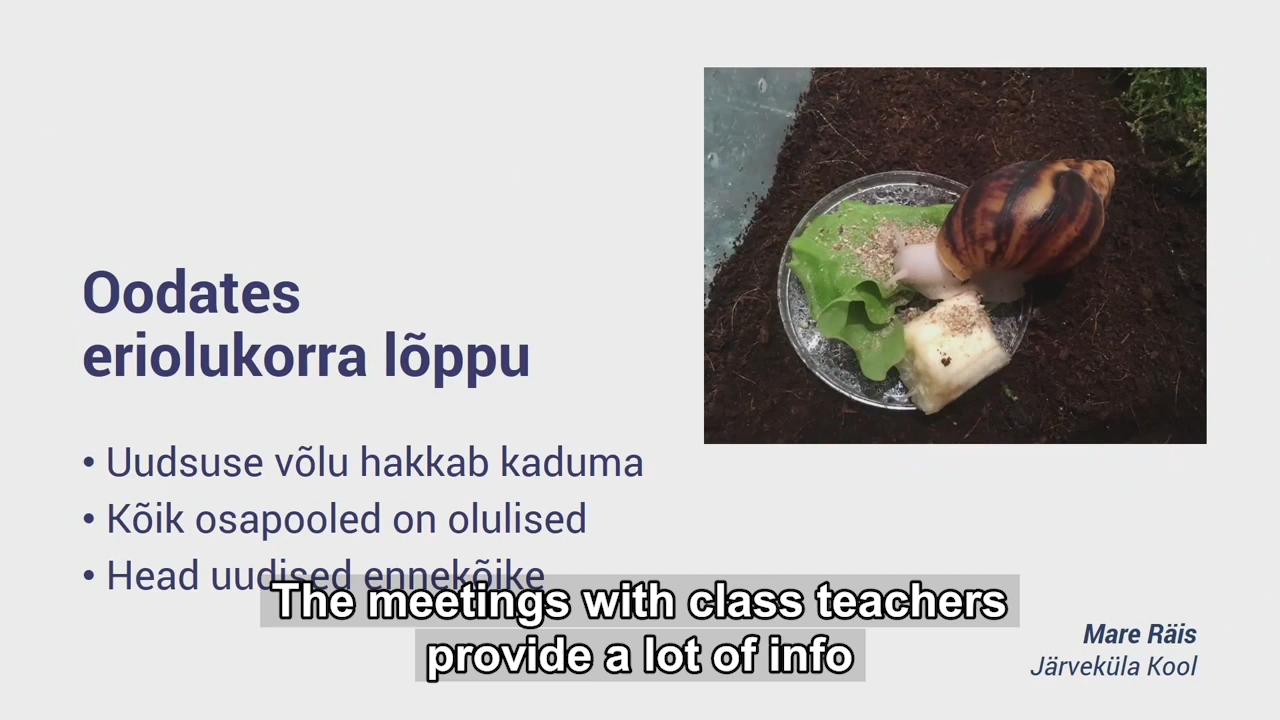 Oodates
eriolukorra lõppu
• Uudsuse võlu hakkab kaduma
• Kõik osapooled on olulised
• Head uudised ennekõike
The meetings with class teachers
provide a lot of info
Mare Räis
Järveküla Kool